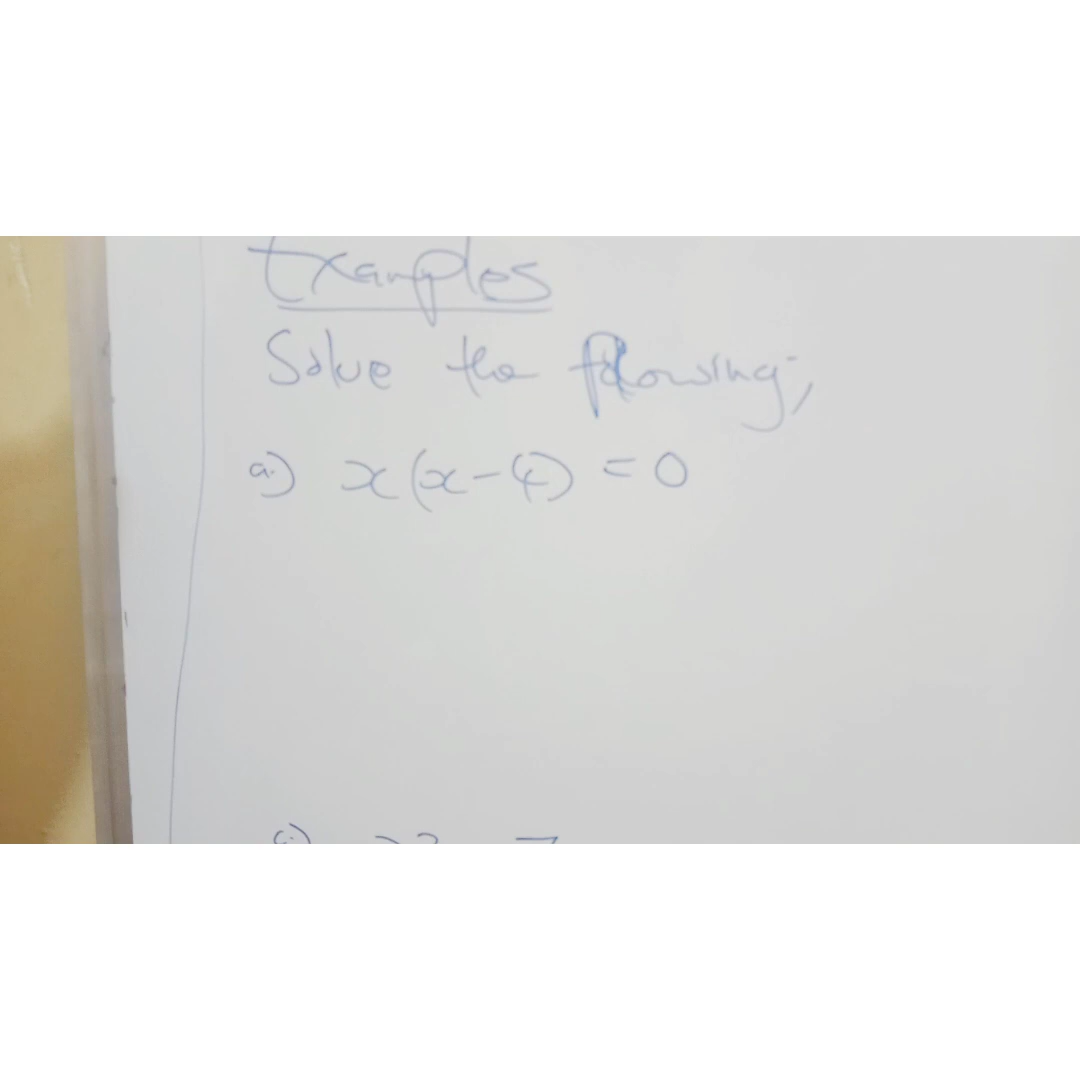 Examples
Solve the following;
a.) x(x-4) = 0